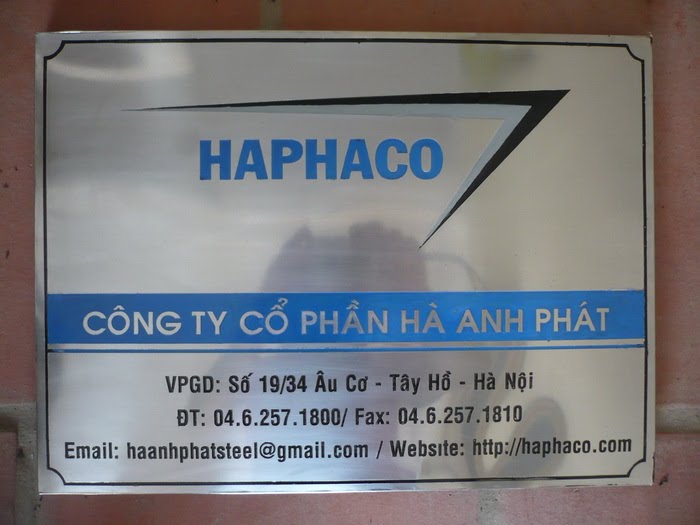 HAPHACO
CÔNG TY CỔ PHẦN HÀ ANH PHÁT
VPGD: Số 19/34 Âu Cơ - Tây Hồ - Hà Nội
ĐT: 04.6.257.1800/ Fax: 04.6.257.1810
Email: haanhphatsteel@gmail.com / Website: http://haphaco.com